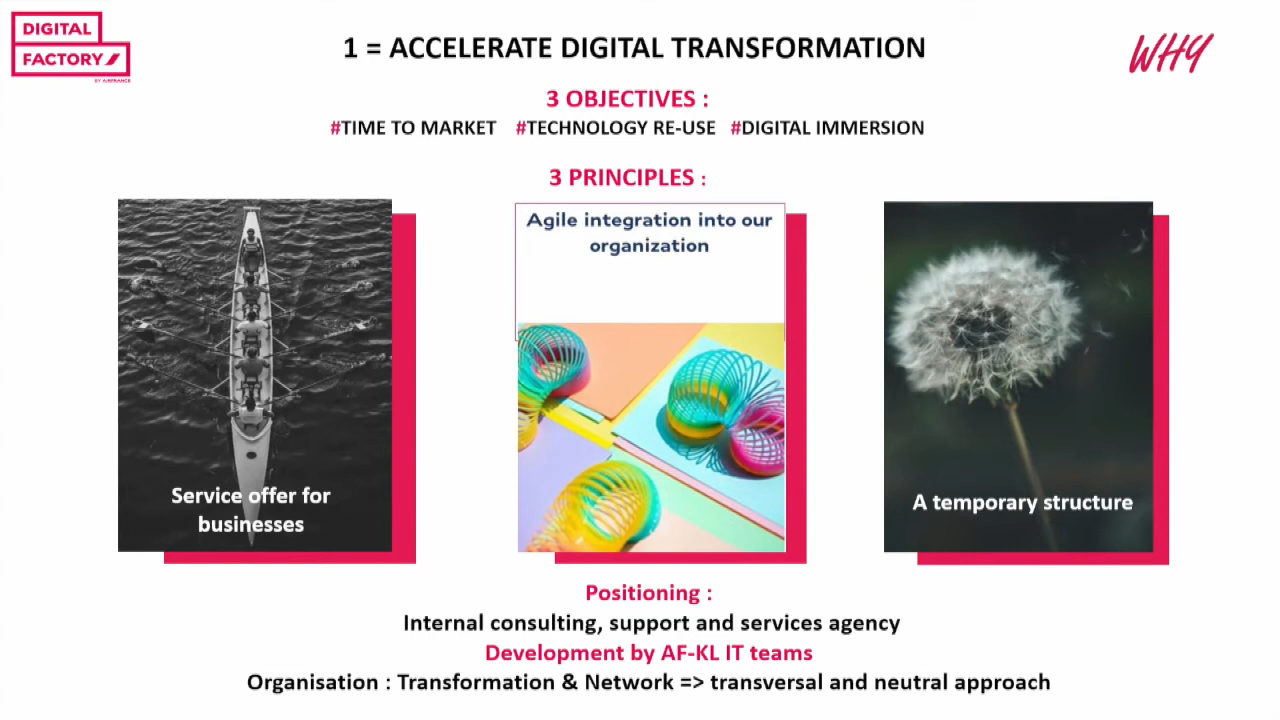 DIGITAL
FACTORY
BY AIRFRANCE
1 = ACCELERATE DIGITAL TRANSFORMATION
WHY
3 OBJECTIVES :
#TIME TO MARKET #TECHNOLOGY RE-USE #DIGITAL IMMERSION
3 PRINCIPLES :
Service offer for
businesses
Agile integration into our
organization
A temporary structure
Positioning :
Internal consulting, support and services agency
Development by AF-KL IT teams
Organisation : Transformation & Network => transversal and neutral approach